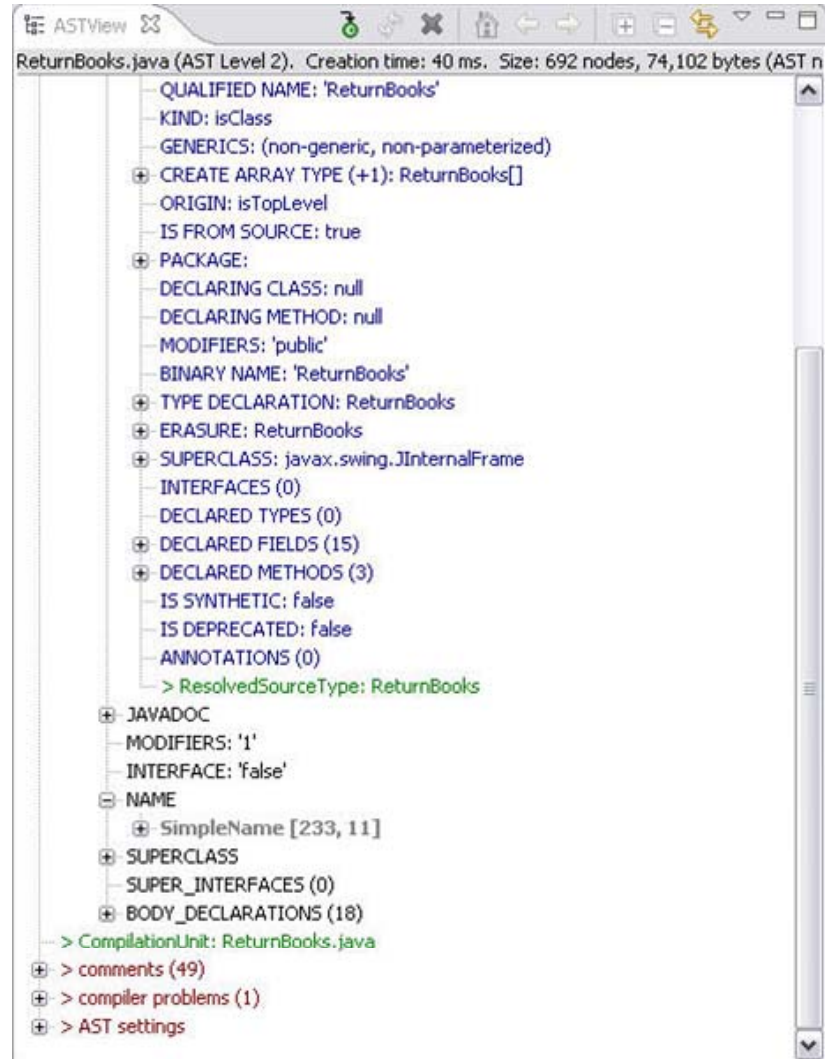 ASTView
ReturnBooks.java (AST Level 2). Creation time: 40 ms. Size: 692 nodes, 74,102 bytes (AST n
QUALIFIED NAME: 'ReturnBooks'
KIND: isClass
GENERICS: (non-generic, non-parameterized)
CREATE ARRAY TYPE (+1): ReturnBooks[]
ORIGIN: isTopLevel
IS FROM SOURCE: true
PACKAGE:
DECLARING CLASS: null
DECLARING METHOD: null
MODIFIERS: 'public'
BINARY NAME: 'ReturnBooks'
TYPE DECLARATION: ReturnBooks
ERASURE: ReturnBooks
SUPERCLASS: javax.swing.JInternalFrame
INTERFACES (0)
DECLARED TYPES (0)
DECLARED FIELDS (15)
DECLARED METHODS (3)
IS SYNTHETIC: false
IS DEPRECATED: false
ANNOTATIONS (0)
> ResolvedSourceType: ReturnBooks
JAVADOC
MODIFIERS: '1'
INTERFACE: 'false'
NAME
SimpleName [233, 11]
SUPERCLASS
SUPER_INTERFACES (0)
BODY_DECLARATIONS (18)
> CompilationUnit: ReturnBooks.java
> comments (49)
> compiler problems (1)
> AST settings